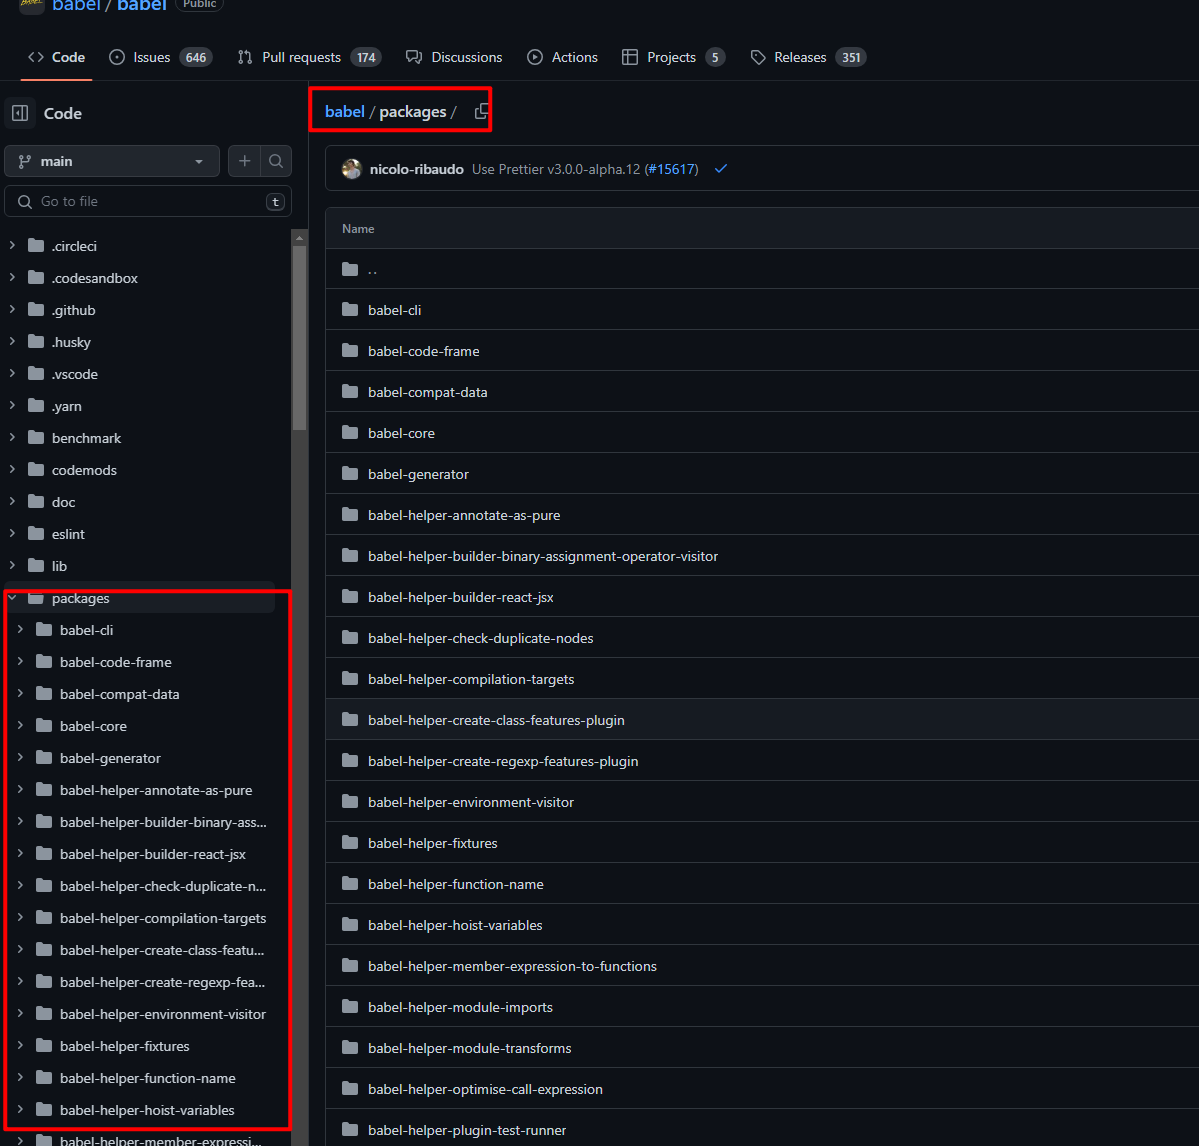 babel / babel Public
Code Issues 646 Pull requests 174 Discussions Actions Projects 5 Releases 351
Code
main
Go to file t
.circleci
.codesandbox
.github
.husky
.vscode
.yarn
benchmark
codemods
doc
eslint
lib
packages
babel-cli
babel-code-frame
babel-compat-data
babel-core
babel-generator
babel-helper-annotate-as-pure
babel-helper-builder-binary-ass...
babel-helper-builder-react-jsx
babel-helper-check-duplicate-n...
babel-helper-compilation-targets
babel-helper-create-class-featu...
babel-helper-create-regexp-fea...
babel-helper-environment-visitor
babel-helper-fixtures
babel-helper-function-name
babel-helper-hoist-variables
babel-helper-member-expressi...
babel / packages /
nicolo-ribaudo Use Prettier v3.0.0-alpha.12 (#15617)
Name
..
babel-cli
babel-code-frame
babel-compat-data
babel-core
babel-generator
babel-helper-annotate-as-pure
babel-helper-builder-binary-assignment-operator-visitor
babel-helper-builder-react-jsx
babel-helper-check-duplicate-nodes
babel-helper-compilation-targets
babel-helper-create-class-features-plugin
babel-helper-create-regexp-features-plugin
babel-helper-environment-visitor
babel-helper-fixtures
babel-helper-function-name
babel-helper-hoist-variables
babel-helper-member-expression-to-functions
babel-helper-module-imports
babel-helper-module-transforms
babel-helper-optimise-call-expression
babel-helper-plugin-test-runner